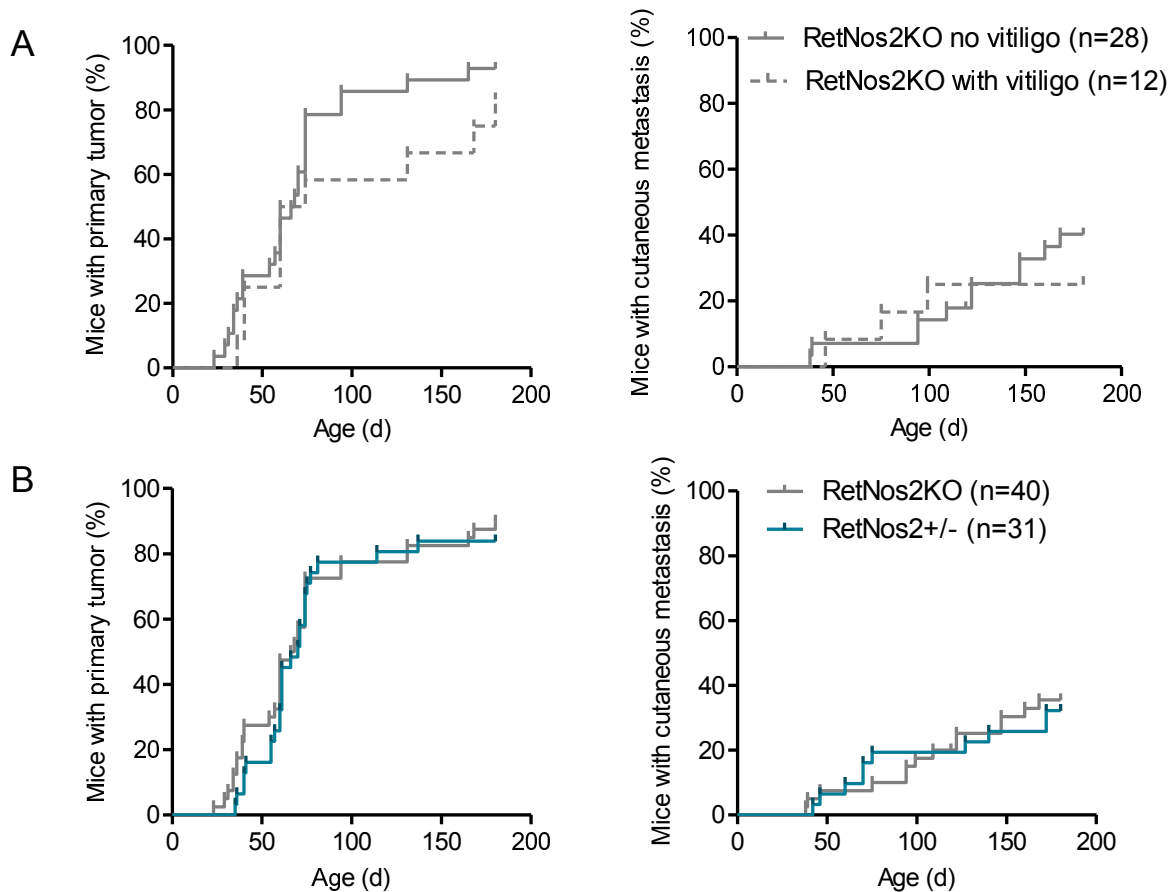 A
Mice with primary tumor (%)
100
80
60
40
20
0
0 50 100 150 200
Age (d)
Mice with cutaneous metastasis (%)
100
80
60
40
20
0
0 50 100 150 200
Age (d)
RetNos2KO no vitiligo (n=28)
RetNos2KO with vitiligo (n=12)
B
Mice with primary tumor (%)
100
80
60
40
20
0
0 50 100 150 200
Age (d)
Mice with cutaneous metastasis (%)
100
80
60
40
20
0
0 50 100 150 200
Age (d)
RetNos2KO (n=40)
RetNos2+/- (n=31)